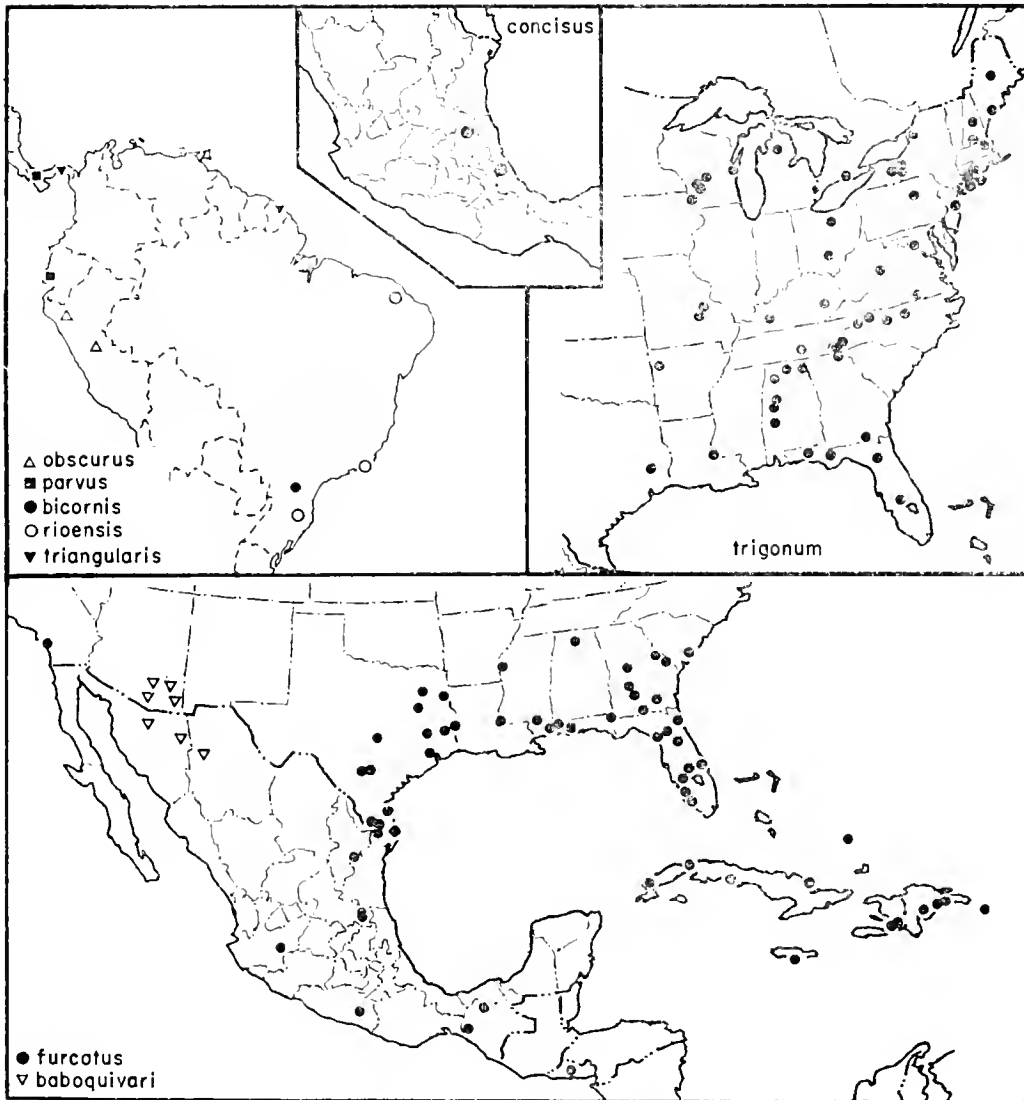 concisus
△ obscurus
■ parvus
● bicornis
○ rioensis
▼ triangularis
trigonum
● furcatus
▽ baboquivari